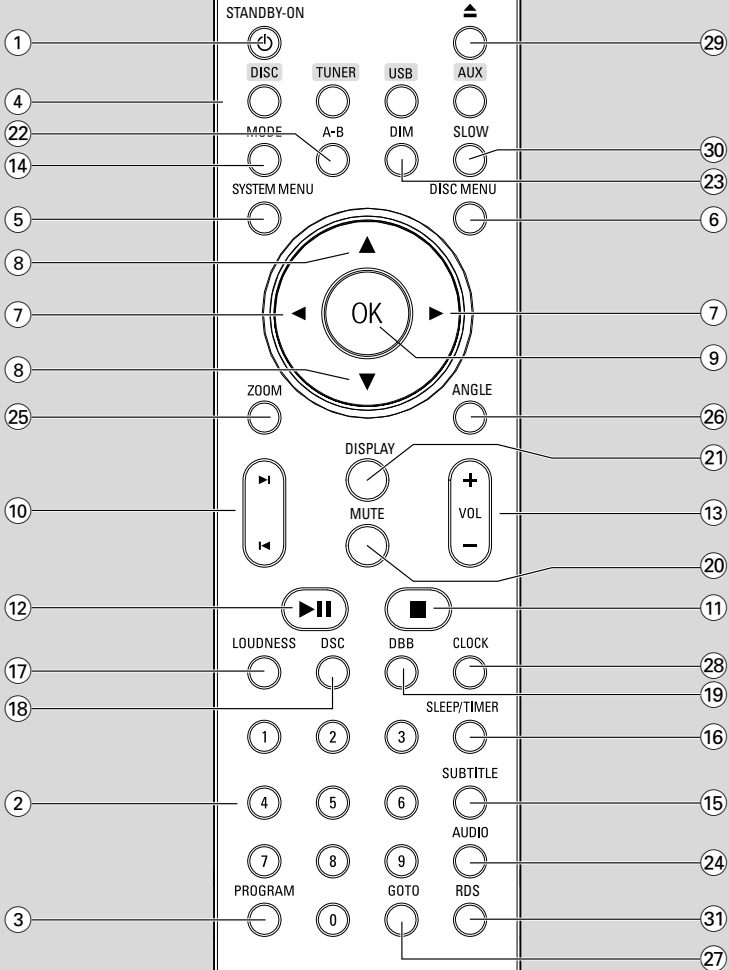 STANDBY-ON
1 29
DISC TUNER USB AUX
4
22 MODE A-B DIM SLOW 30
14 23
SYSTEM MENU DISC MENU
5 6
8
7 OK 7
9
8
ZOOM ANGLE
25 26
DISPLAY
21
10 VOL 13
MUTE
20
12 11
LOUDNESS DSC DBB CLOCK
17 28
18 19
SLEEP/TIMER
1 2 3 16
SUBTITLE
2 4 5 6 15
AUDIO
7 8 9 24
PROGRAM GOTO RDS
3 0 31
27